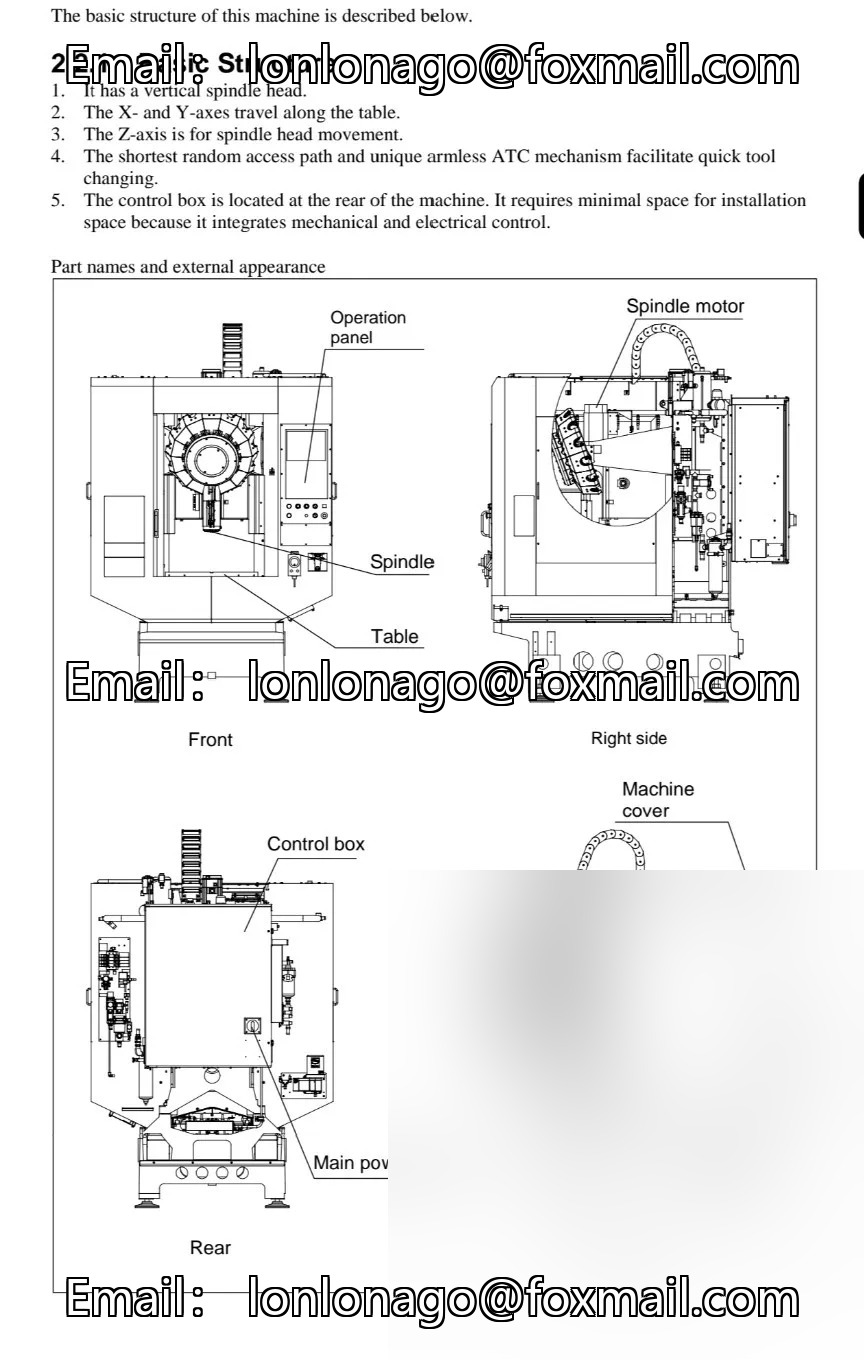 The basic structure of this machine is described below.
Email： lonlonago@foxmail.com
1. It has a vertical spindle head.
2. The X- and Y-axes travel along the table.
3. The Z-axis is for spindle head movement.
4. The shortest random access path and unique armless ATC mechanism facilitate quick tool
changing.
5. The control box is located at the rear of the machine. It requires minimal space for installation
space because it integrates mechanical and electrical control.
Part names and external appearance
Operation
panel
Spindle motor
Spindle
Table
Email： lonlonago@foxmail.com
Front
Right side
Machine
cover
Control box
Main
Rear
Email： lonlonago@foxmail.com